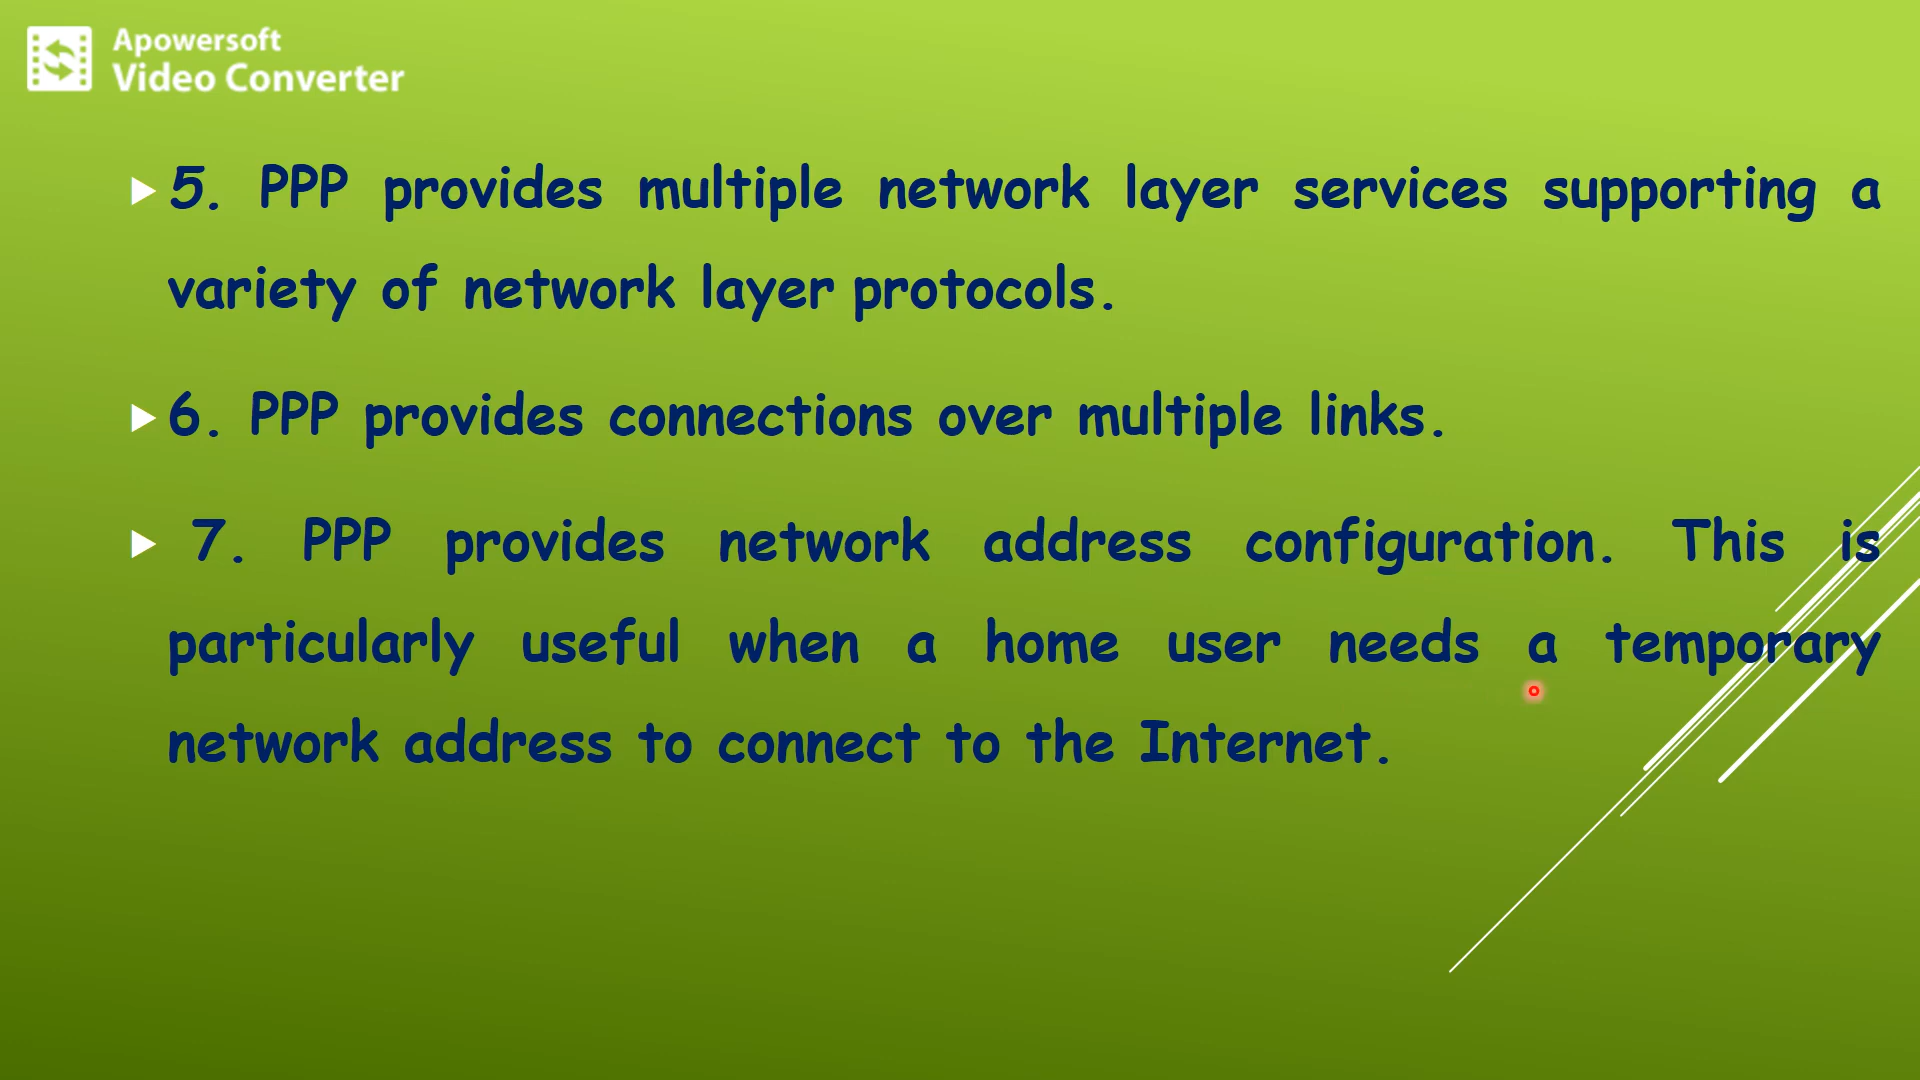 Apowersoft
Video Converter
5. PPP provides multiple network layer services supporting a
variety of network layer protocols.
6. PPP provides connections over multiple links.
7. PPP provides network address configuration. This is
particularly useful when a home user needs a temporary
network address to connect to the Internet.